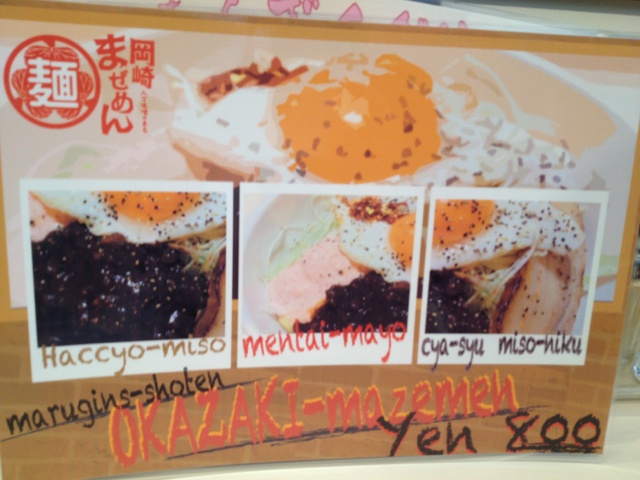 麺
岡崎
まぜめん
Haccyo-miso
mentai-mayo
cya-syu miso-niku
marugins-shoten
OKAZAKI-mazemen
Yen 800